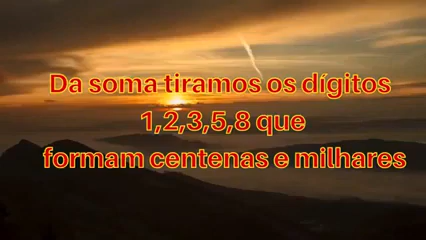 Da soma tiramos os dígitos
1,2,3,5,8 que
formam centenas e milhares